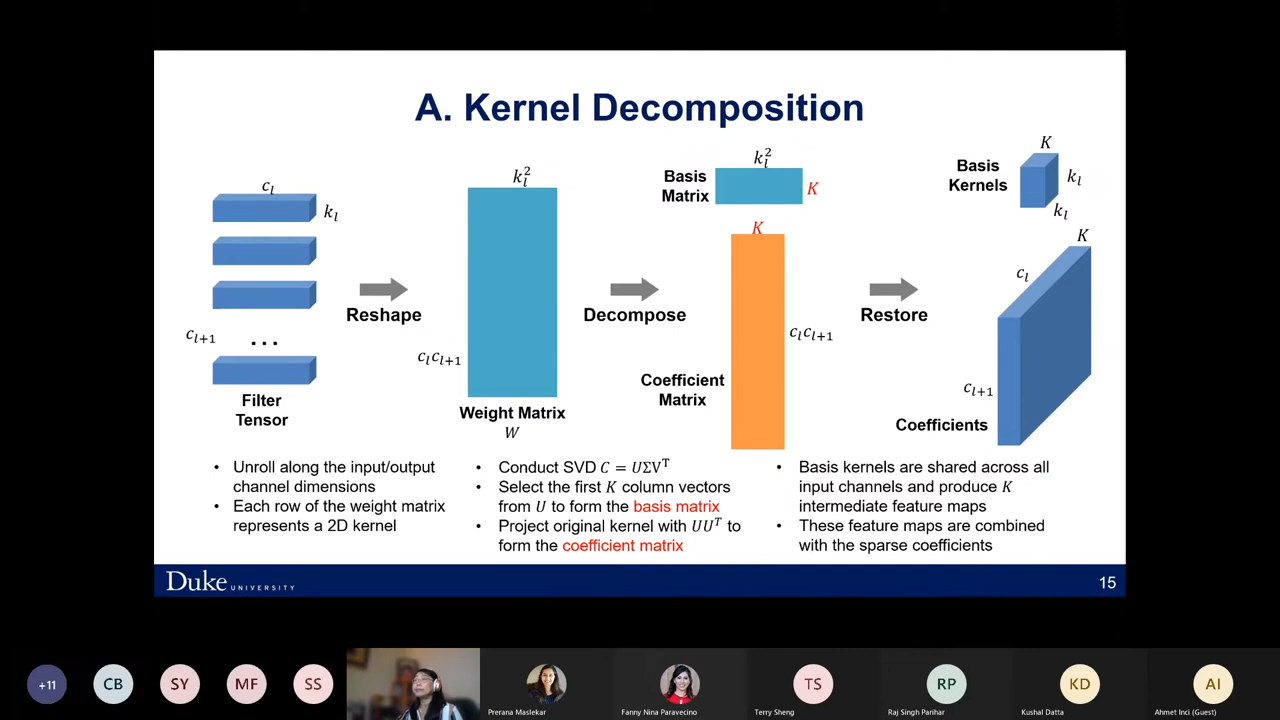 A. Kernel Decomposition
c_l
k_l
c_{l+1}
...
Filter
Tensor
Reshape
k_l^2
c_l c_{l+1}
Weight Matrix
W
Decompose
Basis
Matrix
k_l^2
K
K
c_l c_{l+1}
Coefficient
Matrix
Restore
Basis
Kernels
K
k_l
k_l
K
c_l
c_{l+1}
Coefficients
• Unroll along the input/output
channel dimensions
• Each row of the weight matrix
represents a 2D kernel
• Conduct SVD C = UΣV^T
• Select the first K column vectors
from U to form the basis matrix
• Project original kernel with UU^T to
form the coefficient matrix
• Basis kernels are shared across all
input channels and produce K
intermediate feature maps
• These feature maps are combined
with the sparse coefficients
Duke UNIVERSITY
15
+11
CB
SY
MF
SS
Prerana Maslekar
Fanny Nina Paravecino
TS
Terry Sheng
RP
Raj Singh Parihar
KD
Kushal Datta
AI
Ahmet Inci (Guest)